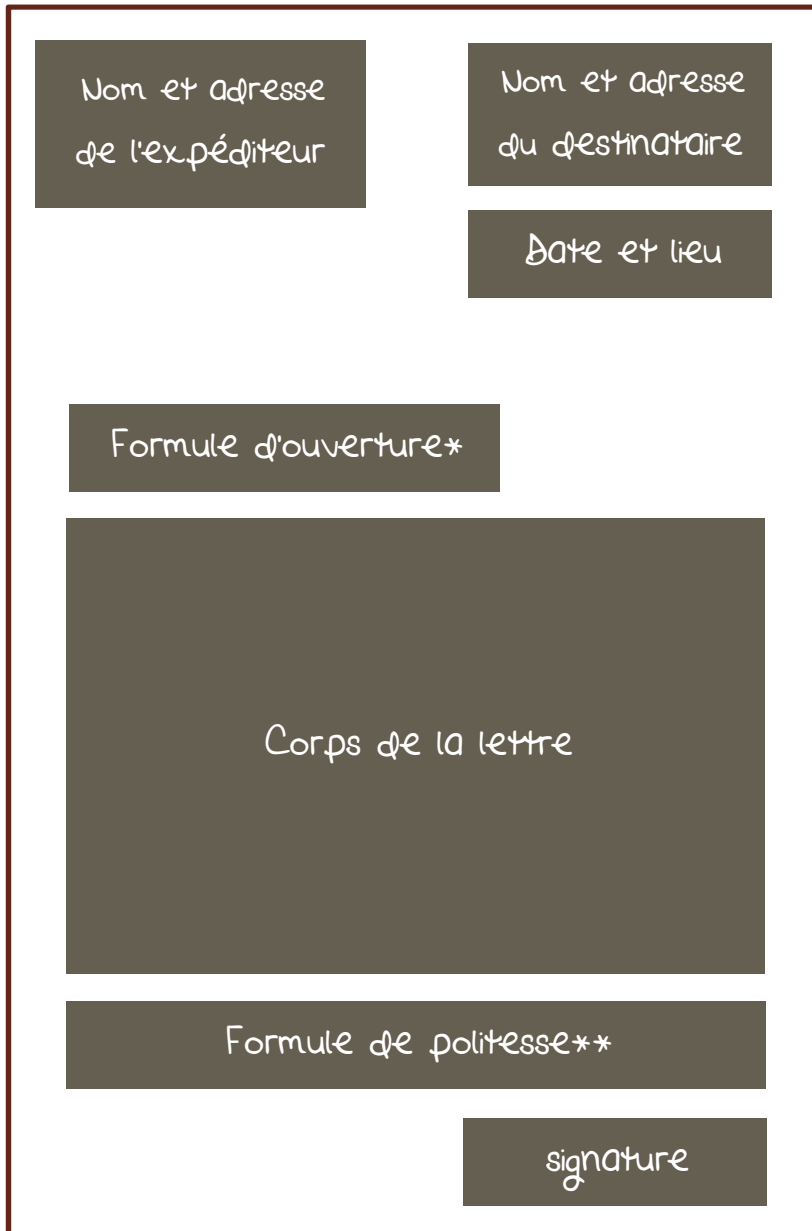 Nom et adresse
de l'expéditeur
Nom et adresse
du destinataire
Date et lieu
Formule d'ouverture*
Corps de la lettre
Formule de politesse**
signature